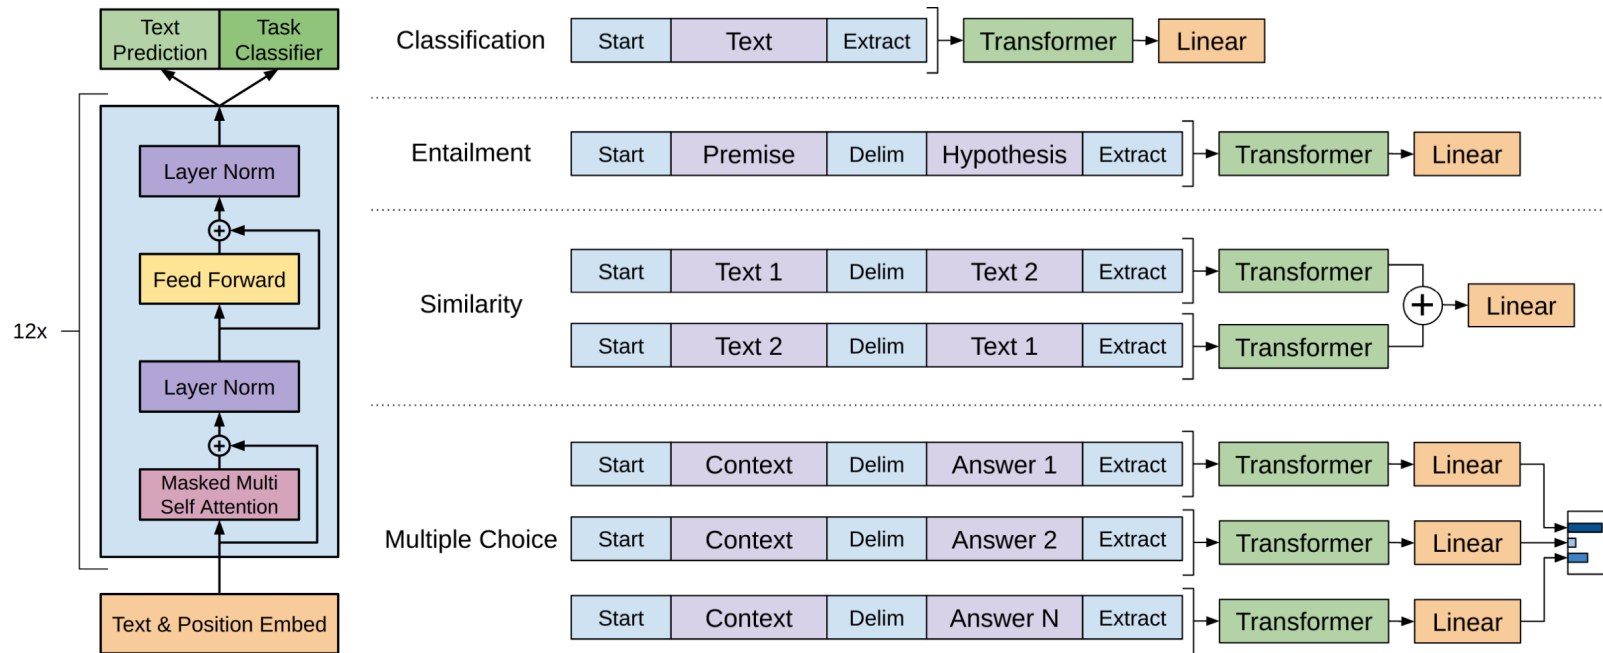 Text
Prediction
Task
Classifier
12x
Layer Norm
+
Feed Forward
Layer Norm
+
Masked Multi
Self Attention
Text & Position Embed
Classification
Start Text Extract Transformer Linear
Entailment
Start Premise Delim Hypothesis Extract Transformer Linear
Similarity
Start Text 1 Delim Text 2 Extract Transformer
+ Linear
Start Text 2 Delim Text 1 Extract Transformer
Multiple Choice
Start Context Delim Answer 1 Extract Transformer Linear
Start Context Delim Answer 2 Extract Transformer Linear
Start Context Delim Answer N Extract Transformer Linear